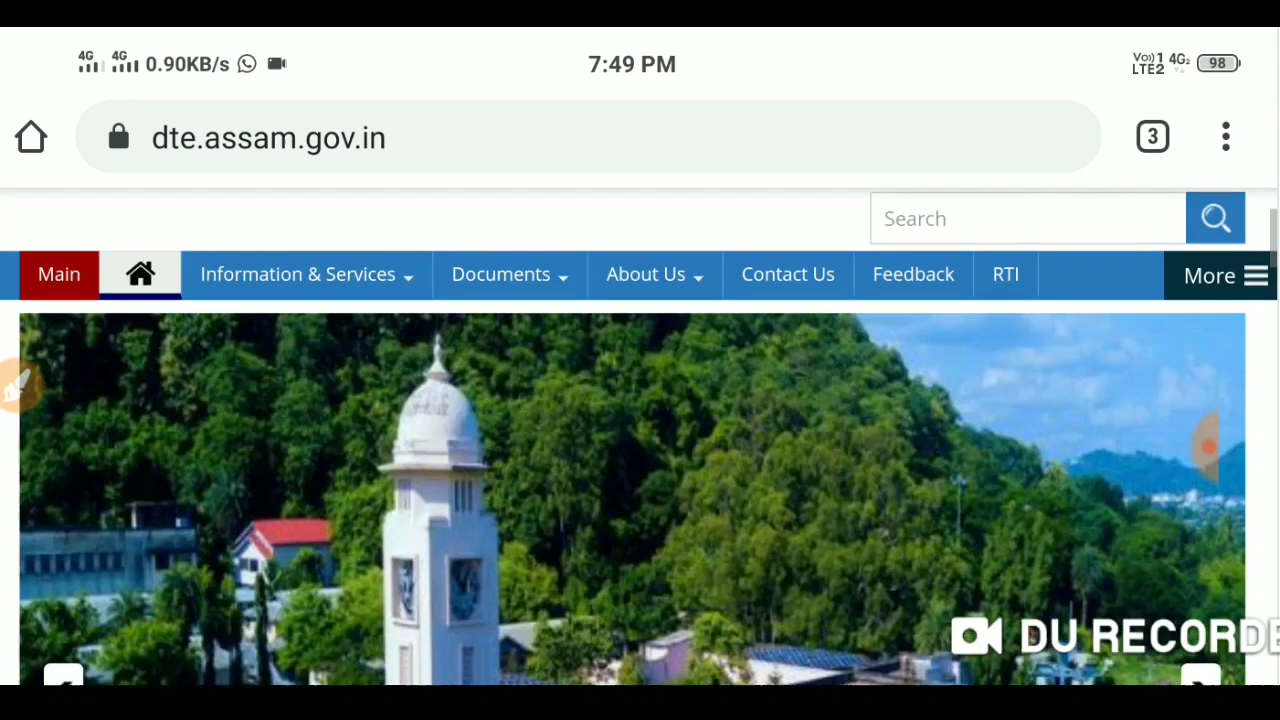 4G 4G 0.90KB/s 7:49 PM Vo) 1 LTE2 4G2 98
dte.assam.gov.in 3
Search
Main Information & Services Documents About Us Contact Us Feedback RTI More
DU RECORDE